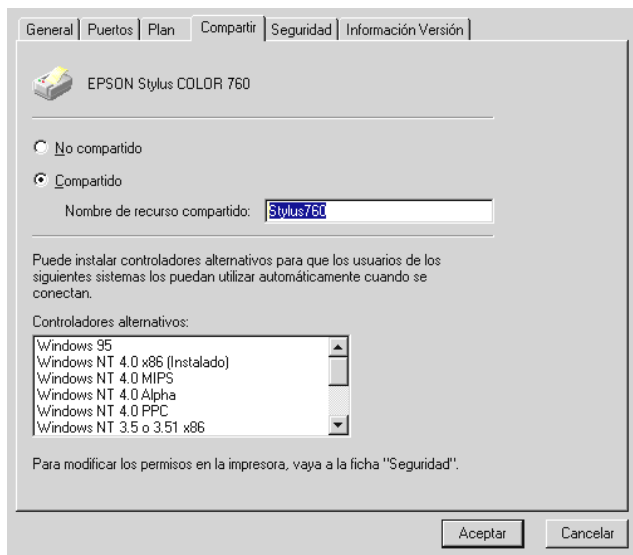 General Puertos Plan Compartir Seguridad Información Versión
EPSON Stylus COLOR 760
No compartido
Compartido
Nombre de recurso compartido: Stylus760
Puede instalar controladores alternativos para que los usuarios de los
siguientes sistemas los puedan utilizar automáticamente cuando se
conectan.
Controladores alternativos:
Windows 95
Windows NT 4.0 x86 (Instalado)
Windows NT 4.0 MIPS
Windows NT 4.0 Alpha
Windows NT 4.0 PPC
Windows NT 3.5 o 3.51 x86
Para modificar los permisos en la impresora, vaya a la ficha "Seguridad".
Aceptar Cancelar